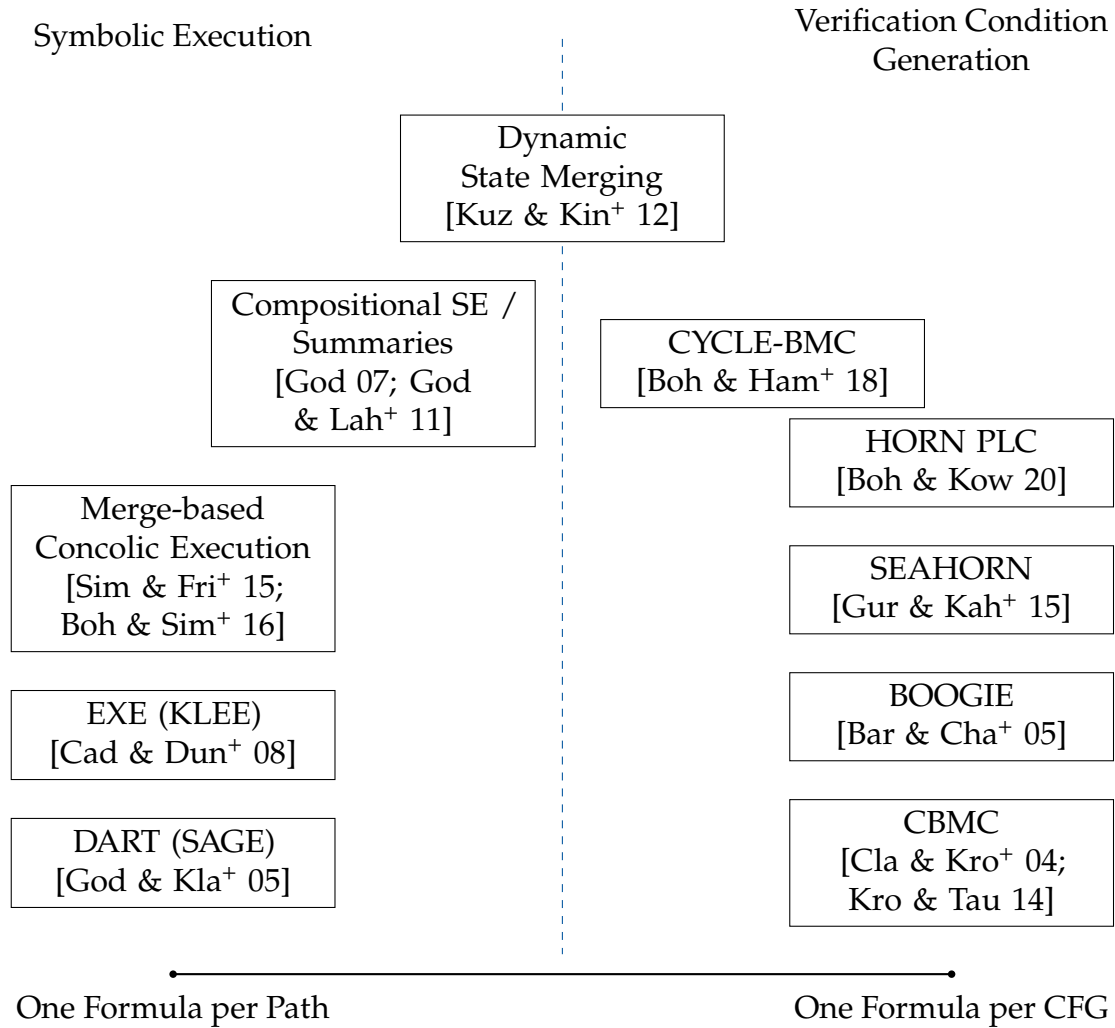 Symbolic Execution
Verification Condition
Generation
Dynamic
State Merging
[Kuz & Kin⁺ 12]
Compositional SE /
Summaries
[God 07; God
& Lah⁺ 11]
CYCLE-BMC
[Boh & Ham⁺ 18]
HORN PLC
[Boh & Kow 20]
Merge-based
Concolic Execution
[Sim & Fri⁺ 15;
Boh & Sim⁺ 16]
SEAHORN
[Gur & Kah⁺ 15]
EXE (KLEE)
[Cad & Dun⁺ 08]
BOOGIE
[Bar & Cha⁺ 05]
DART (SAGE)
[God & Kla⁺ 05]
CBMC
[Cla & Kro⁺ 04;
Kro & Tau 14]
One Formula per Path
One Formula per CFG